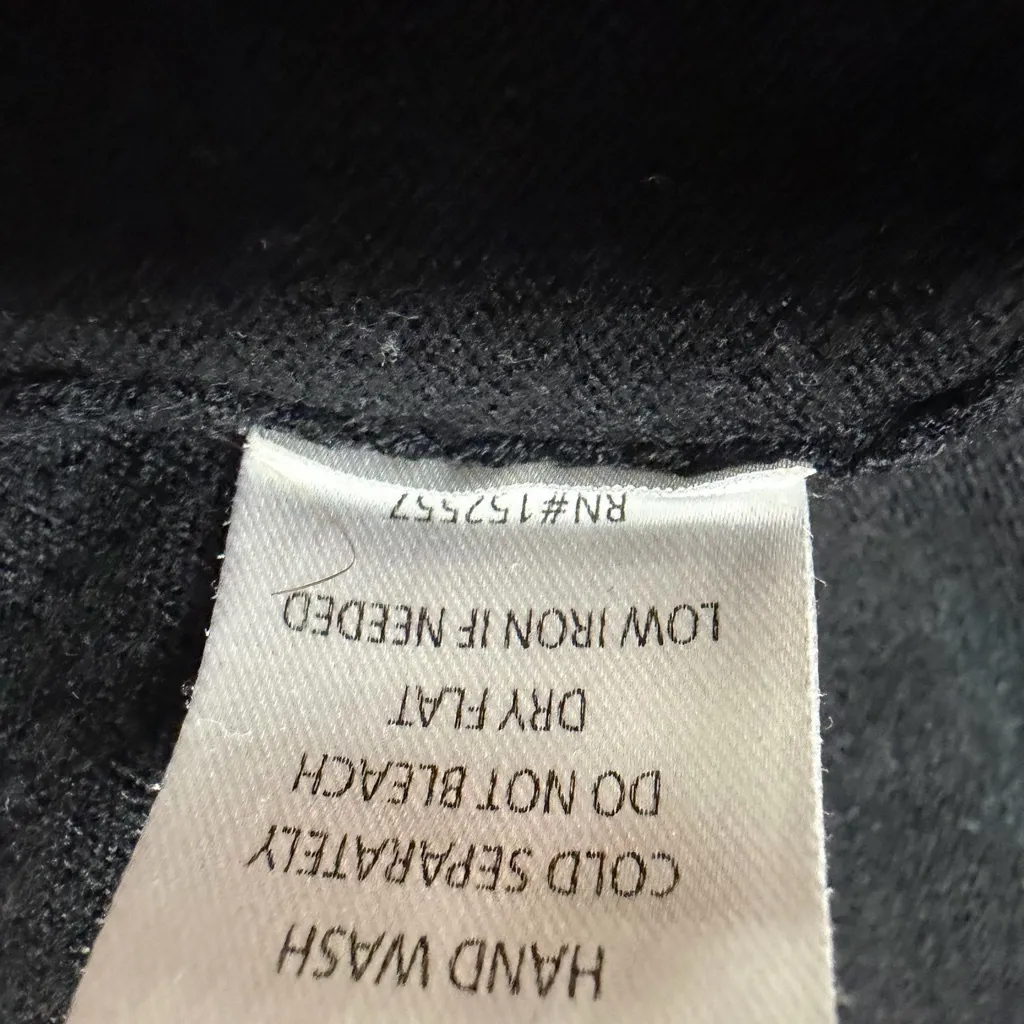 HAND WASH
COLD SEPARATELY
DO NOT BLEACH
DRY FLAT
LOW IRON IF NEEDED
RN#152557